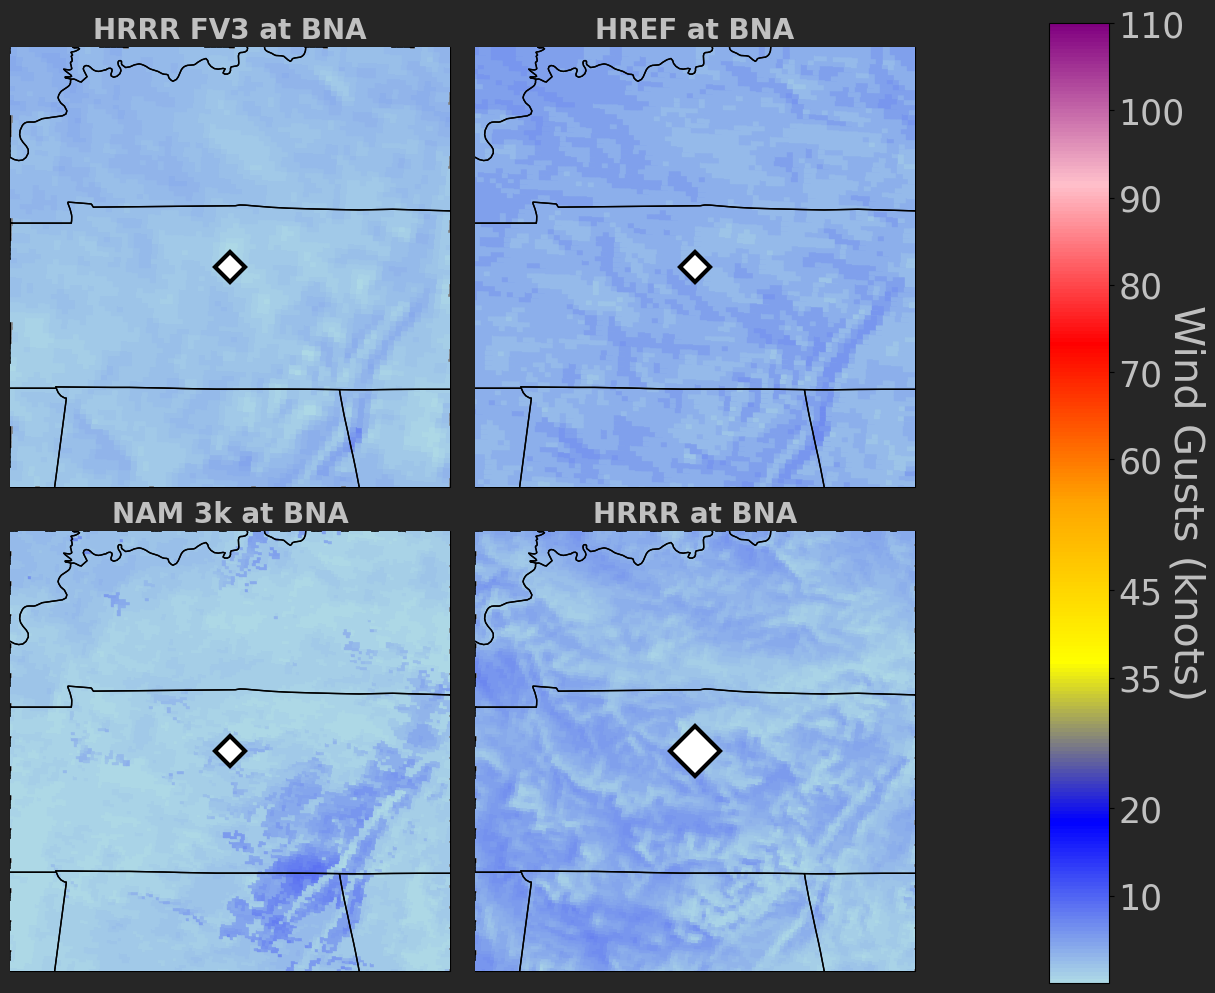 HRRR FV3 at BNA
HREF at BNA
NAM 3k at BNA
HRRR at BNA
110
100
90
80
70
60
45
35
20
10
Wind Gusts (knots)